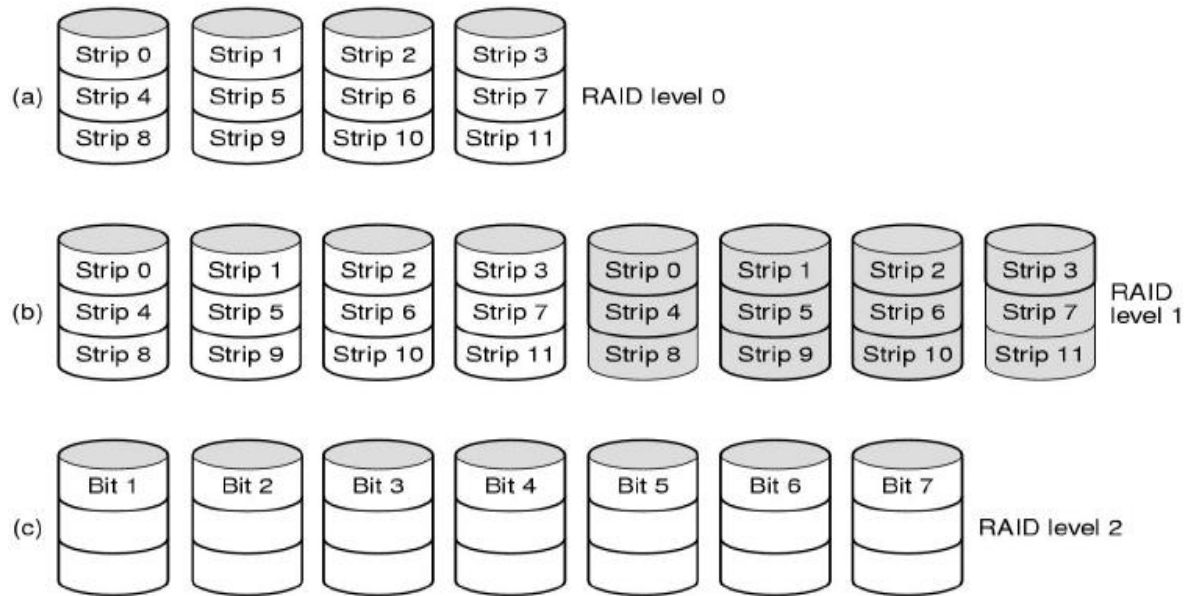 Strip 0 Strip 1 Strip 2 Strip 3
(a) Strip 4 Strip 5 Strip 6 Strip 7 RAID level 0
Strip 8 Strip 9 Strip 10 Strip 11
Strip 0 Strip 1 Strip 2 Strip 3 Strip 0 Strip 1 Strip 2 Strip 3
(b) Strip 4 Strip 5 Strip 6 Strip 7 Strip 4 Strip 5 Strip 6 Strip 7 RAID level 1
Strip 8 Strip 9 Strip 10 Strip 11 Strip 8 Strip 9 Strip 10 Strip 11
Bit 1 Bit 2 Bit 3 Bit 4 Bit 5 Bit 6 Bit 7
(c) RAID level 2